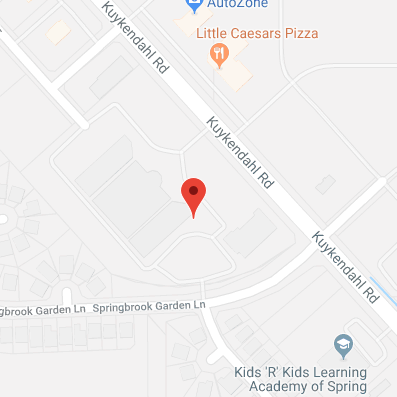 AutoZone
Kuykendahl Rd
Little Caesars Pizza
Kuykendahl Rd
Kuykendahl Rd
gbrook Garden Ln
Springbrook Garden Ln
Kids 'R' Kids Learning
Academy of Spring